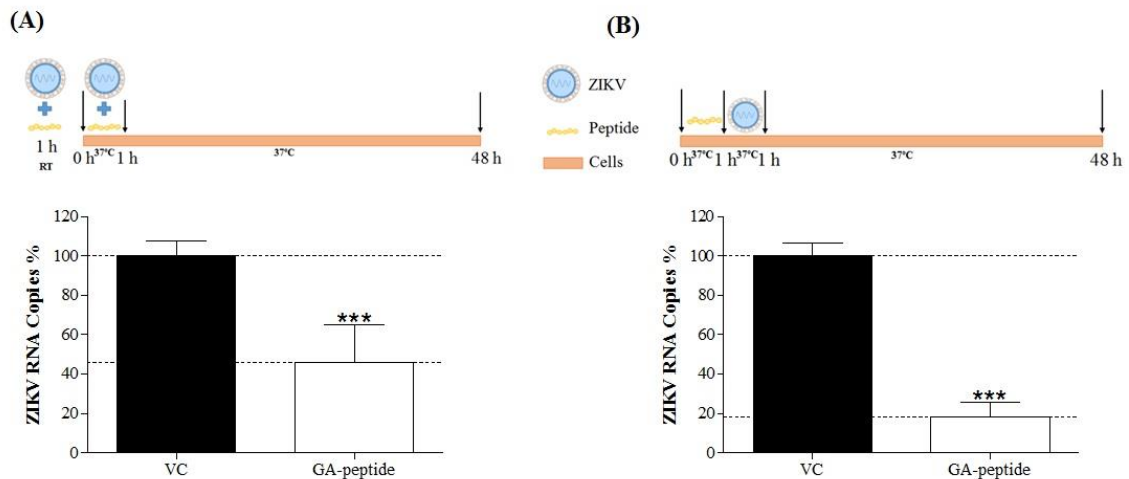 (A)
1 h
RT
0 h 37°C 1 h
37°C
48 h
ZIKV
Peptide
Cells
(B)
0 h 37°C 1 h 37°C 1 h
37°C
48 h
ZIKV RNA Copies %
120
100
80
60
40
20
0
***
VC
GA-peptide
ZIKV RNA Copies %
120
100
80
60
40
20
0
***
VC
GA-peptide